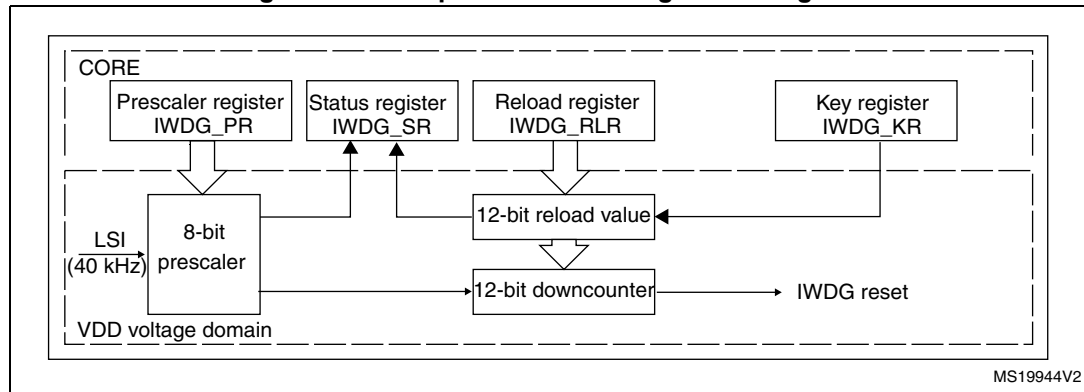 CORE
Prescaler register
IWDG_PR
Status register
IWDG_SR
Reload register
IWDG_RLR
Key register
IWDG_KR
LSI
(40 kHz)
8-bit
prescaler
12-bit reload value
12-bit downcounter
IWDG reset
VDD voltage domain
MS19944V2